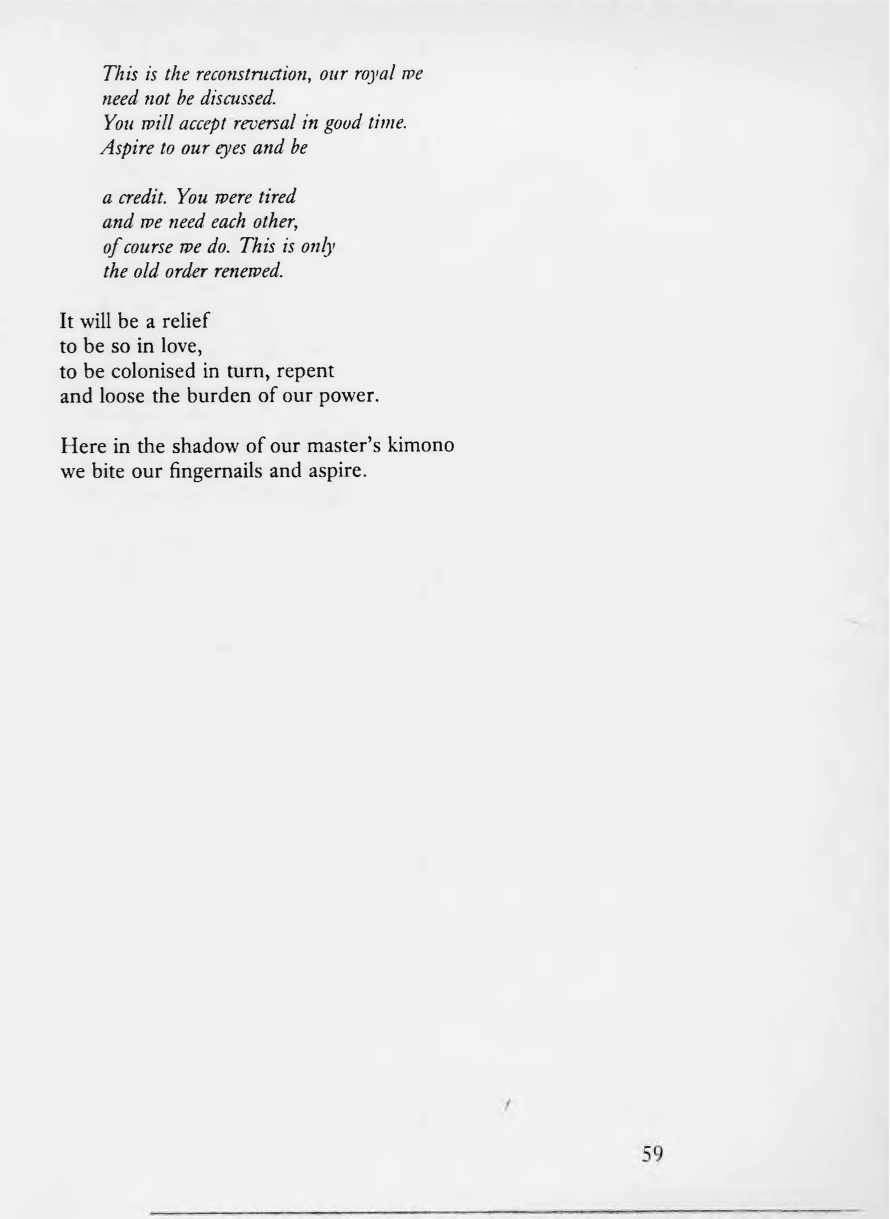 This is the reconstruction, our royal we
need not be discussed.
You will accept reversal in good time.
Aspire to our eyes and be

a credit. You were tired
and we need each other,
of course we do. This is only
the old order renewed.

It will be a relief
to be so in love,
to be colonised in turn, repent
and loose the burden of our power.

Here in the shadow of our master's kimono
we bite our fingernails and aspire.

59